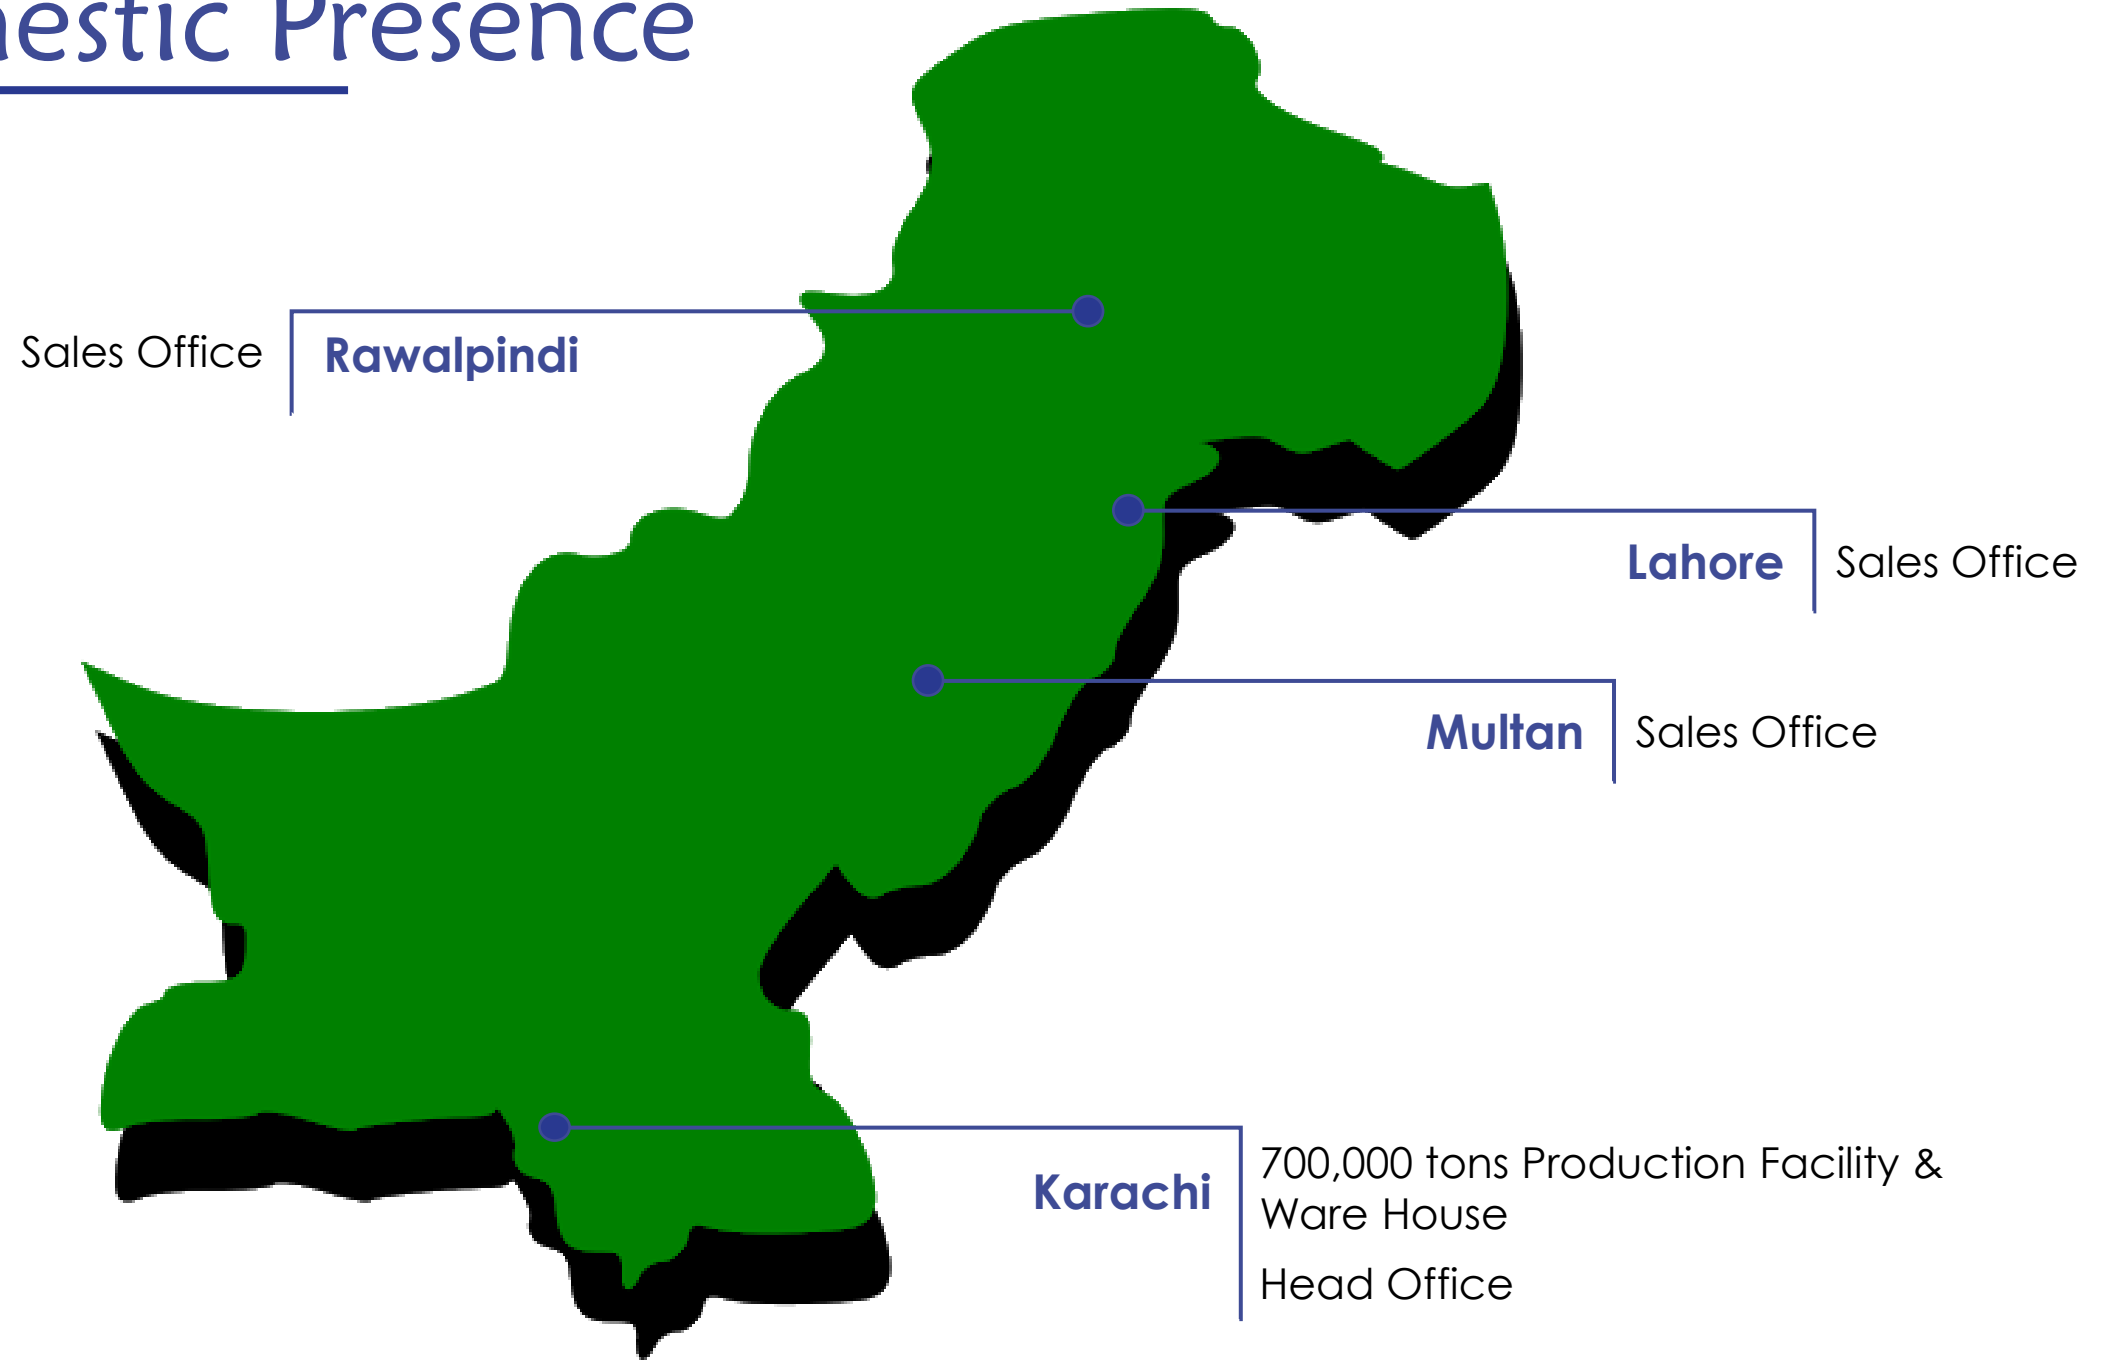 nestic Presence
Sales Office
Rawalpindi
Lahore
Sales Office
Multan
Sales Office
Karachi
700,000 tons Production Facility &
Ware House
Head Office